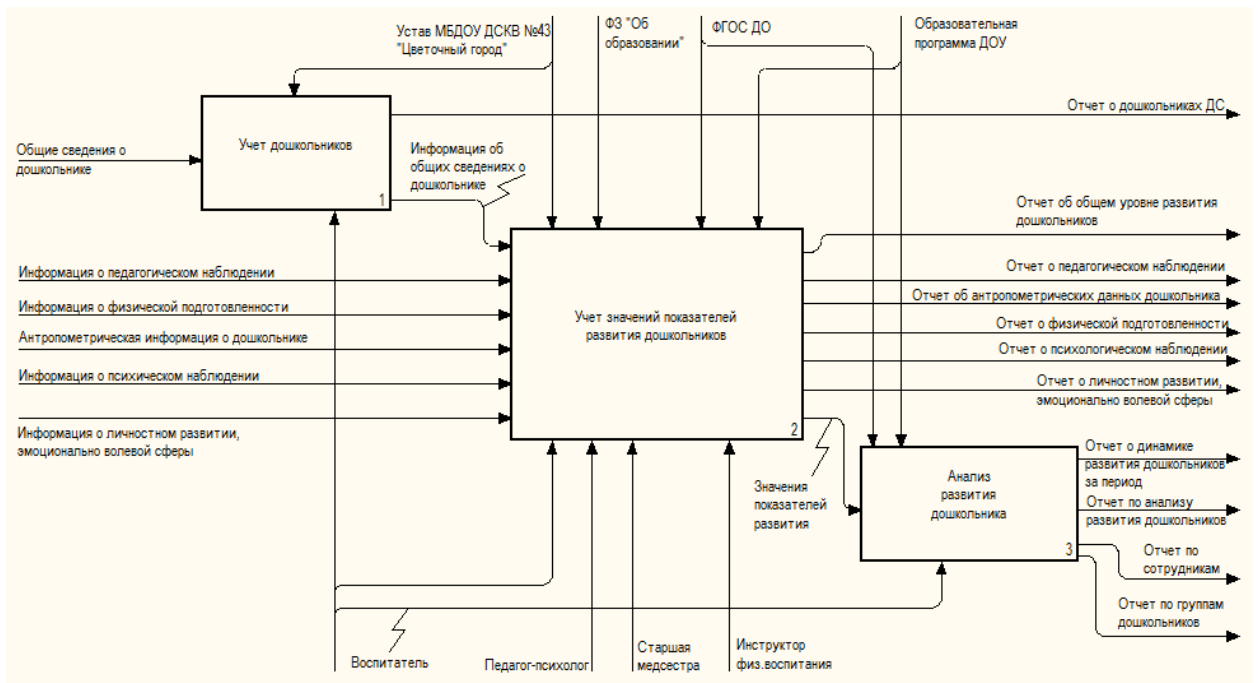 Устав МБДОУ ДСКВ №43
"Цветочный город"
ФЗ "Об
образовании"
ФГОС ДО
Образовательная
программа ДОУ
Учет дошкольников
1
Отчет о дошкольниках ДС
Общие сведения о
дошкольнике
Информация об
общих сведениях о
дошкольнике
Отчет об общем уровне развития
дошкольников
Информация о педагогическом наблюдении
Информация о физической подготовленности
Антропометрическая информация о дошкольнике
Информация о психическом наблюдении
Информация о личностном развитии,
эмоционально волевой сферы
Учет значений показателей
развития дошкольников
2
Отчет о педагогическом наблюдении
Отчет об антропометрических данных дошкольника
Отчет о физической подготовленности
Отчет о психологическом наблюдении
Отчет о личностном развитии,
эмоционально волевой сферы
Значения
показателей
развития
Анализ
развития
дошкольника
3
Отчет о динамике
развития дошкольников
за период
Отчет по анализу
развития дошкольников
Отчет по
сотрудникам
Отчет по группам
дошкольников
Воспитатель
Педагог-психолог
Старшая
медсестра
Инструктор
физ.воспитания